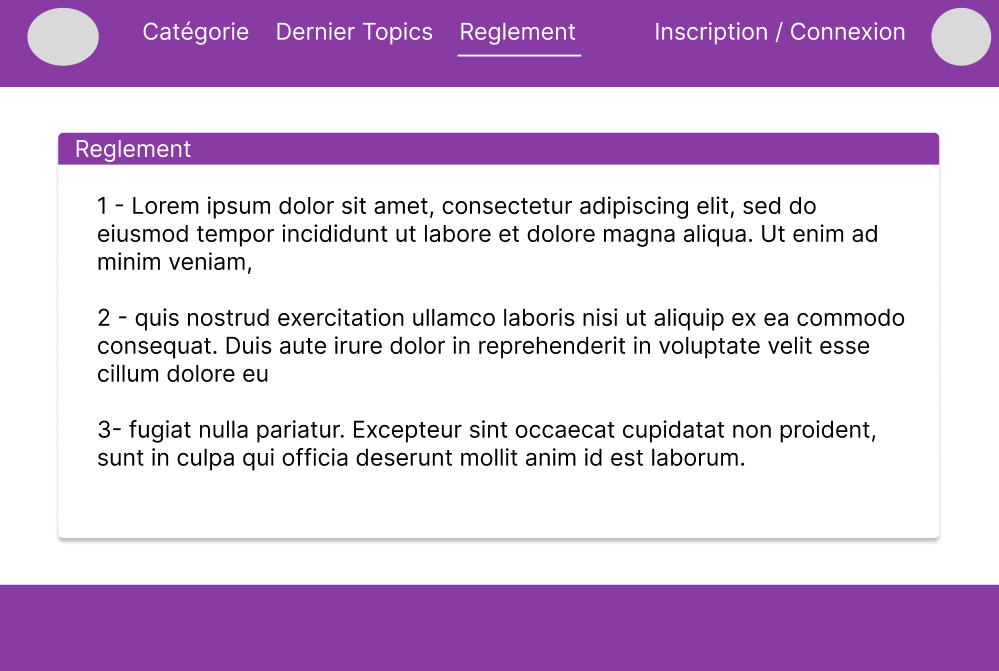 Catégorie Dernier Topics Reglement Inscription / Connexion
Reglement
1 - Lorem ipsum dolor sit amet, consectetur adipiscing elit, sed do
eiusmod tempor incididunt ut labore et dolore magna aliqua. Ut enim ad
minim veniam,
2 - quis nostrud exercitation ullamco laboris nisi ut aliquip ex ea commodo
consequat. Duis aute irure dolor in reprehenderit in voluptate velit esse
cillum dolore eu
3- fugiat nulla pariatur. Excepteur sint occaecat cupidatat non proident,
sunt in culpa qui officia deserunt mollit anim id est laborum.